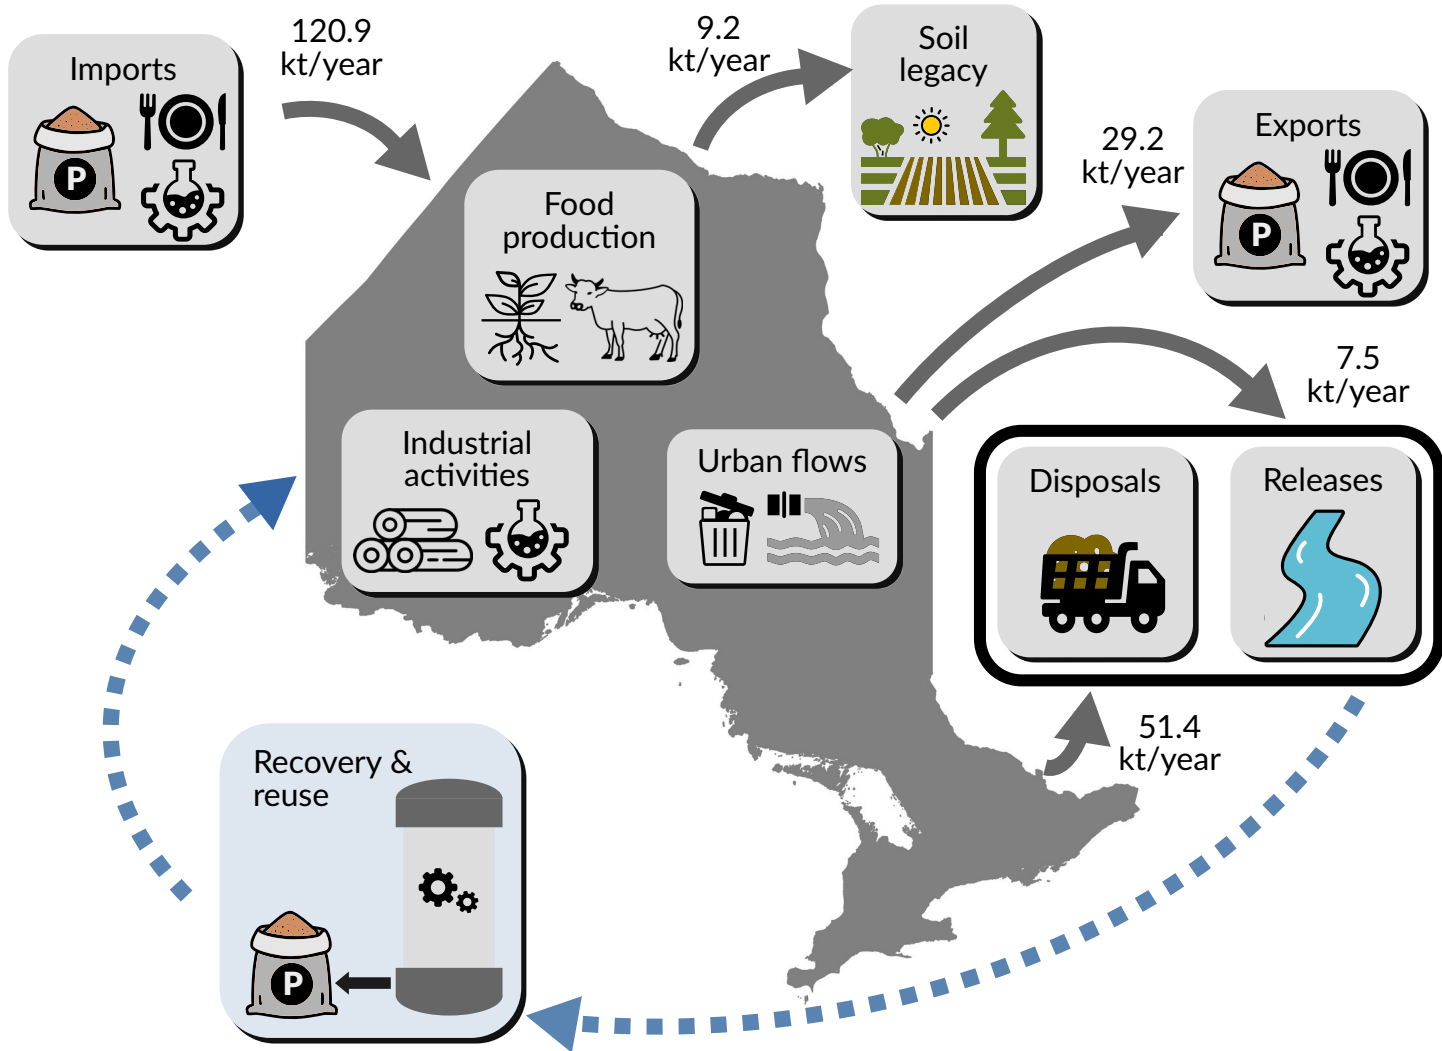 Imports
P
120.9
kt/year
9.2
kt/year
Soil
legacy
29.2
kt/year
Exports
P
Food
production
7.5
kt/year
Industrial
activities
Urban flows
Disposals
Releases
51.4
kt/year
Recovery &
reuse
P